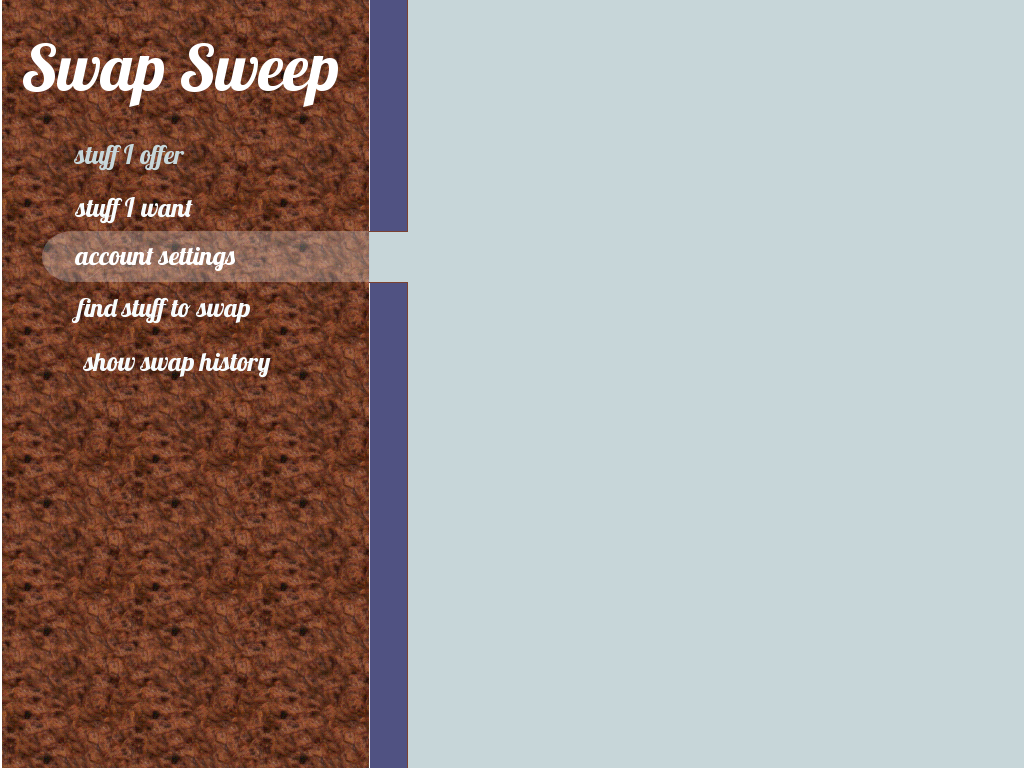 Swap Sweep
stuff I offer
stuff I want
account settings
find stuff to swap
show swap history